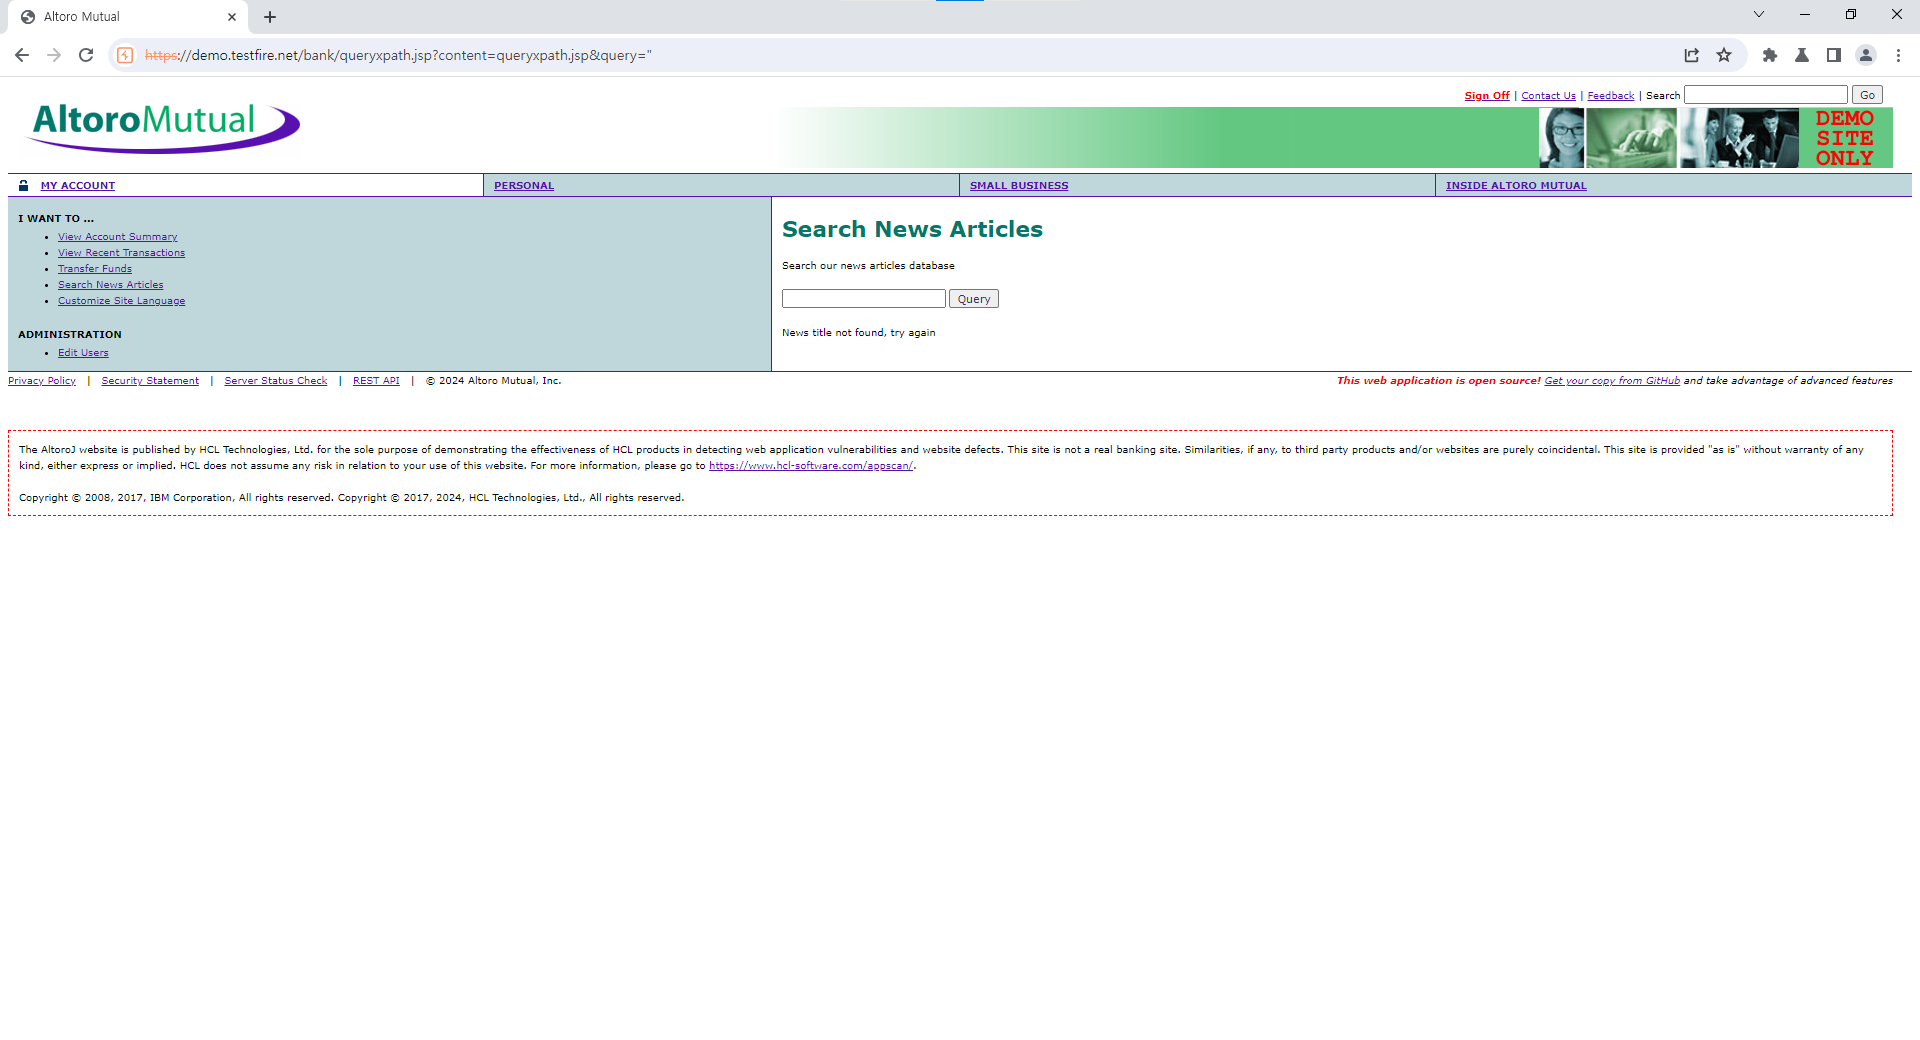 Altoro Mutual
https://demo.testfire.net/bank/queryxpath.jsp?content=queryxpath.jsp&query="
Sign Off | Contact Us | Feedback | Search Go
AltoroMutual
DEMO
SITE
ONLY
MY ACCOUNT PERSONAL SMALL BUSINESS INSIDE ALTORO MUTUAL
I WANT TO ...
• View Account Summary
• View Recent Transactions
• Transfer Funds
• Search News Articles
• Customize Site Language
ADMINISTRATION
• Edit Users
Search News Articles
Search our news articles database
Query
News title not found, try again
Privacy Policy | Security Statement | Server Status Check | REST API | © 2024 Altoro Mutual, Inc.
This web application is open source! Get your copy from GitHub and take advantage of advanced features
The AltoroJ website is published by HCL Technologies, Ltd. for the sole purpose of demonstrating the effectiveness of HCL products in detecting web application vulnerabilities and website defects. This site is not a real banking site. Similarities, if any, to third party products and/or websites are purely coincidental. This site is provided "as is" without warranty of any
kind, either express or implied. HCL does not assume any risk in relation to your use of this website. For more information, please go to https://www.hcl-software.com/appscan/.
Copyright © 2008, 2017, IBM Corporation, All rights reserved. Copyright © 2017, 2024, HCL Technologies, Ltd., All rights reserved.